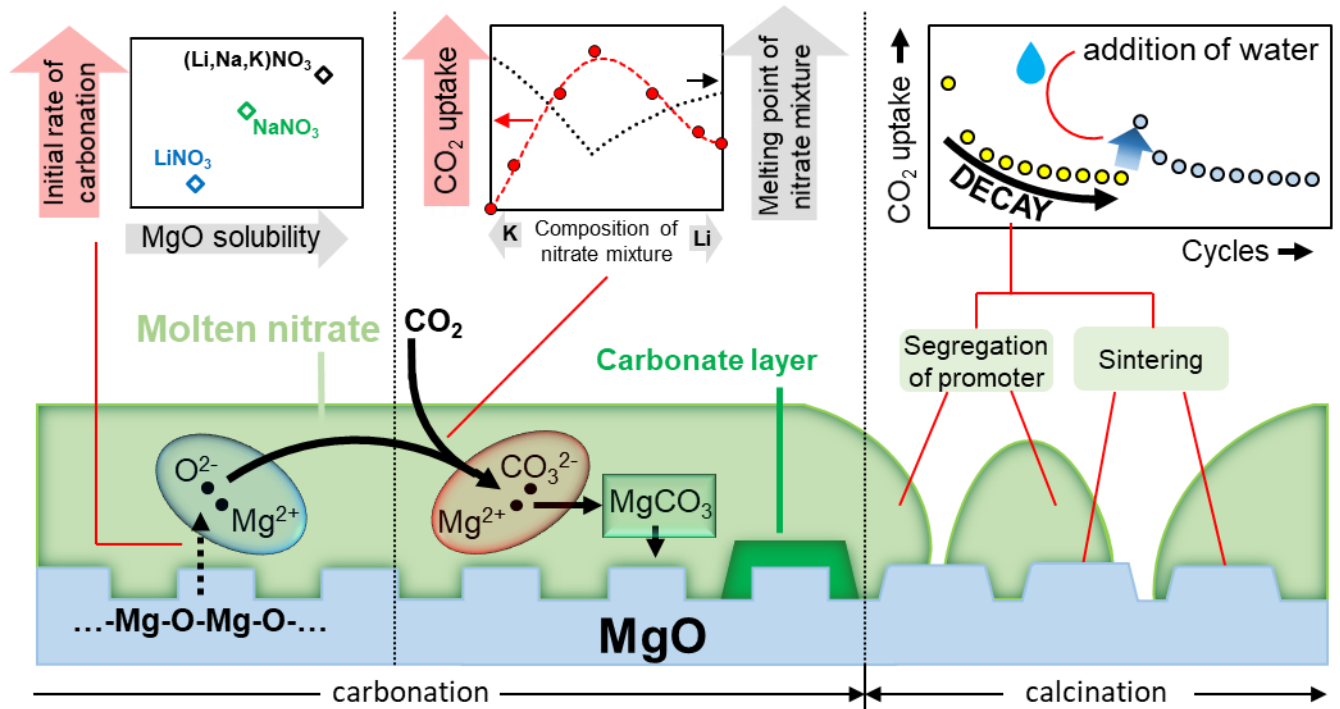 Initial rate of
carbonation
(Li,Na,K)NO₃
NaNO₃
LiNO₃
MgO solubility
CO₂ uptake
K
Composition of
nitrate mixture
Li
Melting point of
nitrate mixture
CO₂ uptake
addition of water
DECAY
Cycles
Molten nitrate
CO₂
Carbonate layer
Segregation
of promoter
Sintering
O²⁻
Mg²⁺
CO₃²⁻
Mg²⁺
MgCO₃
...-Mg-O-Mg-O-...
MgO
carbonation
calcination